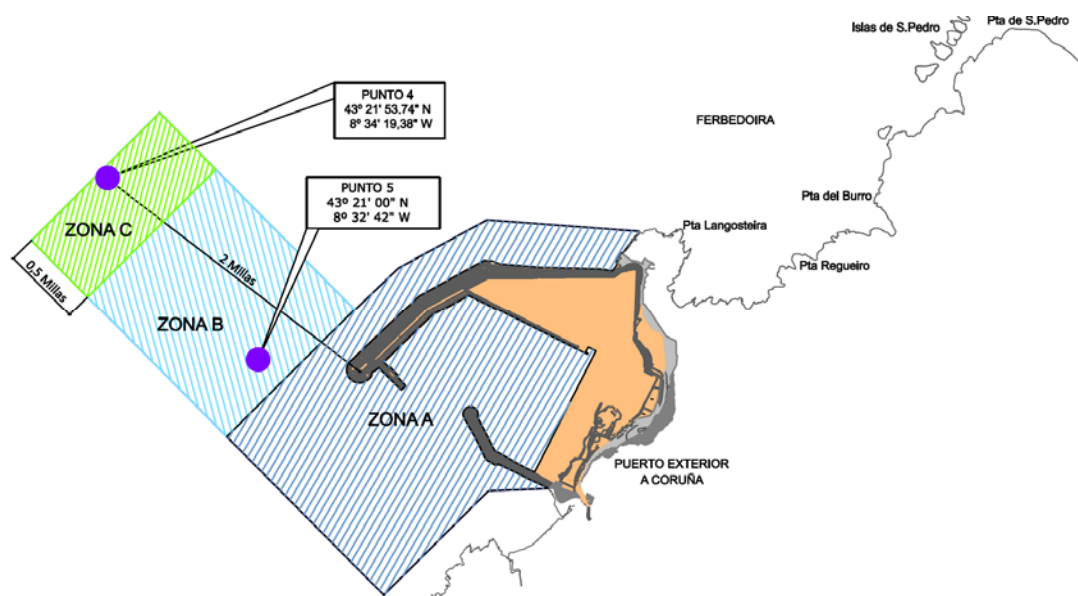 Islas de S.Pedro
Pta de S.Pedro
PUNTO 4
43º 21' 53.74" N
8º 34' 19,38" W
FERBEDOIRA
PUNTO 5
43º 21' 00" N
8º 32' 42" W
Pta del Burro
Pta Langosteira
ZONA C
Pta Regueiro
2 Millas
0,5 Millas
ZONA B
ZONA A
PUERTO EXTERIOR
A CORUÑA